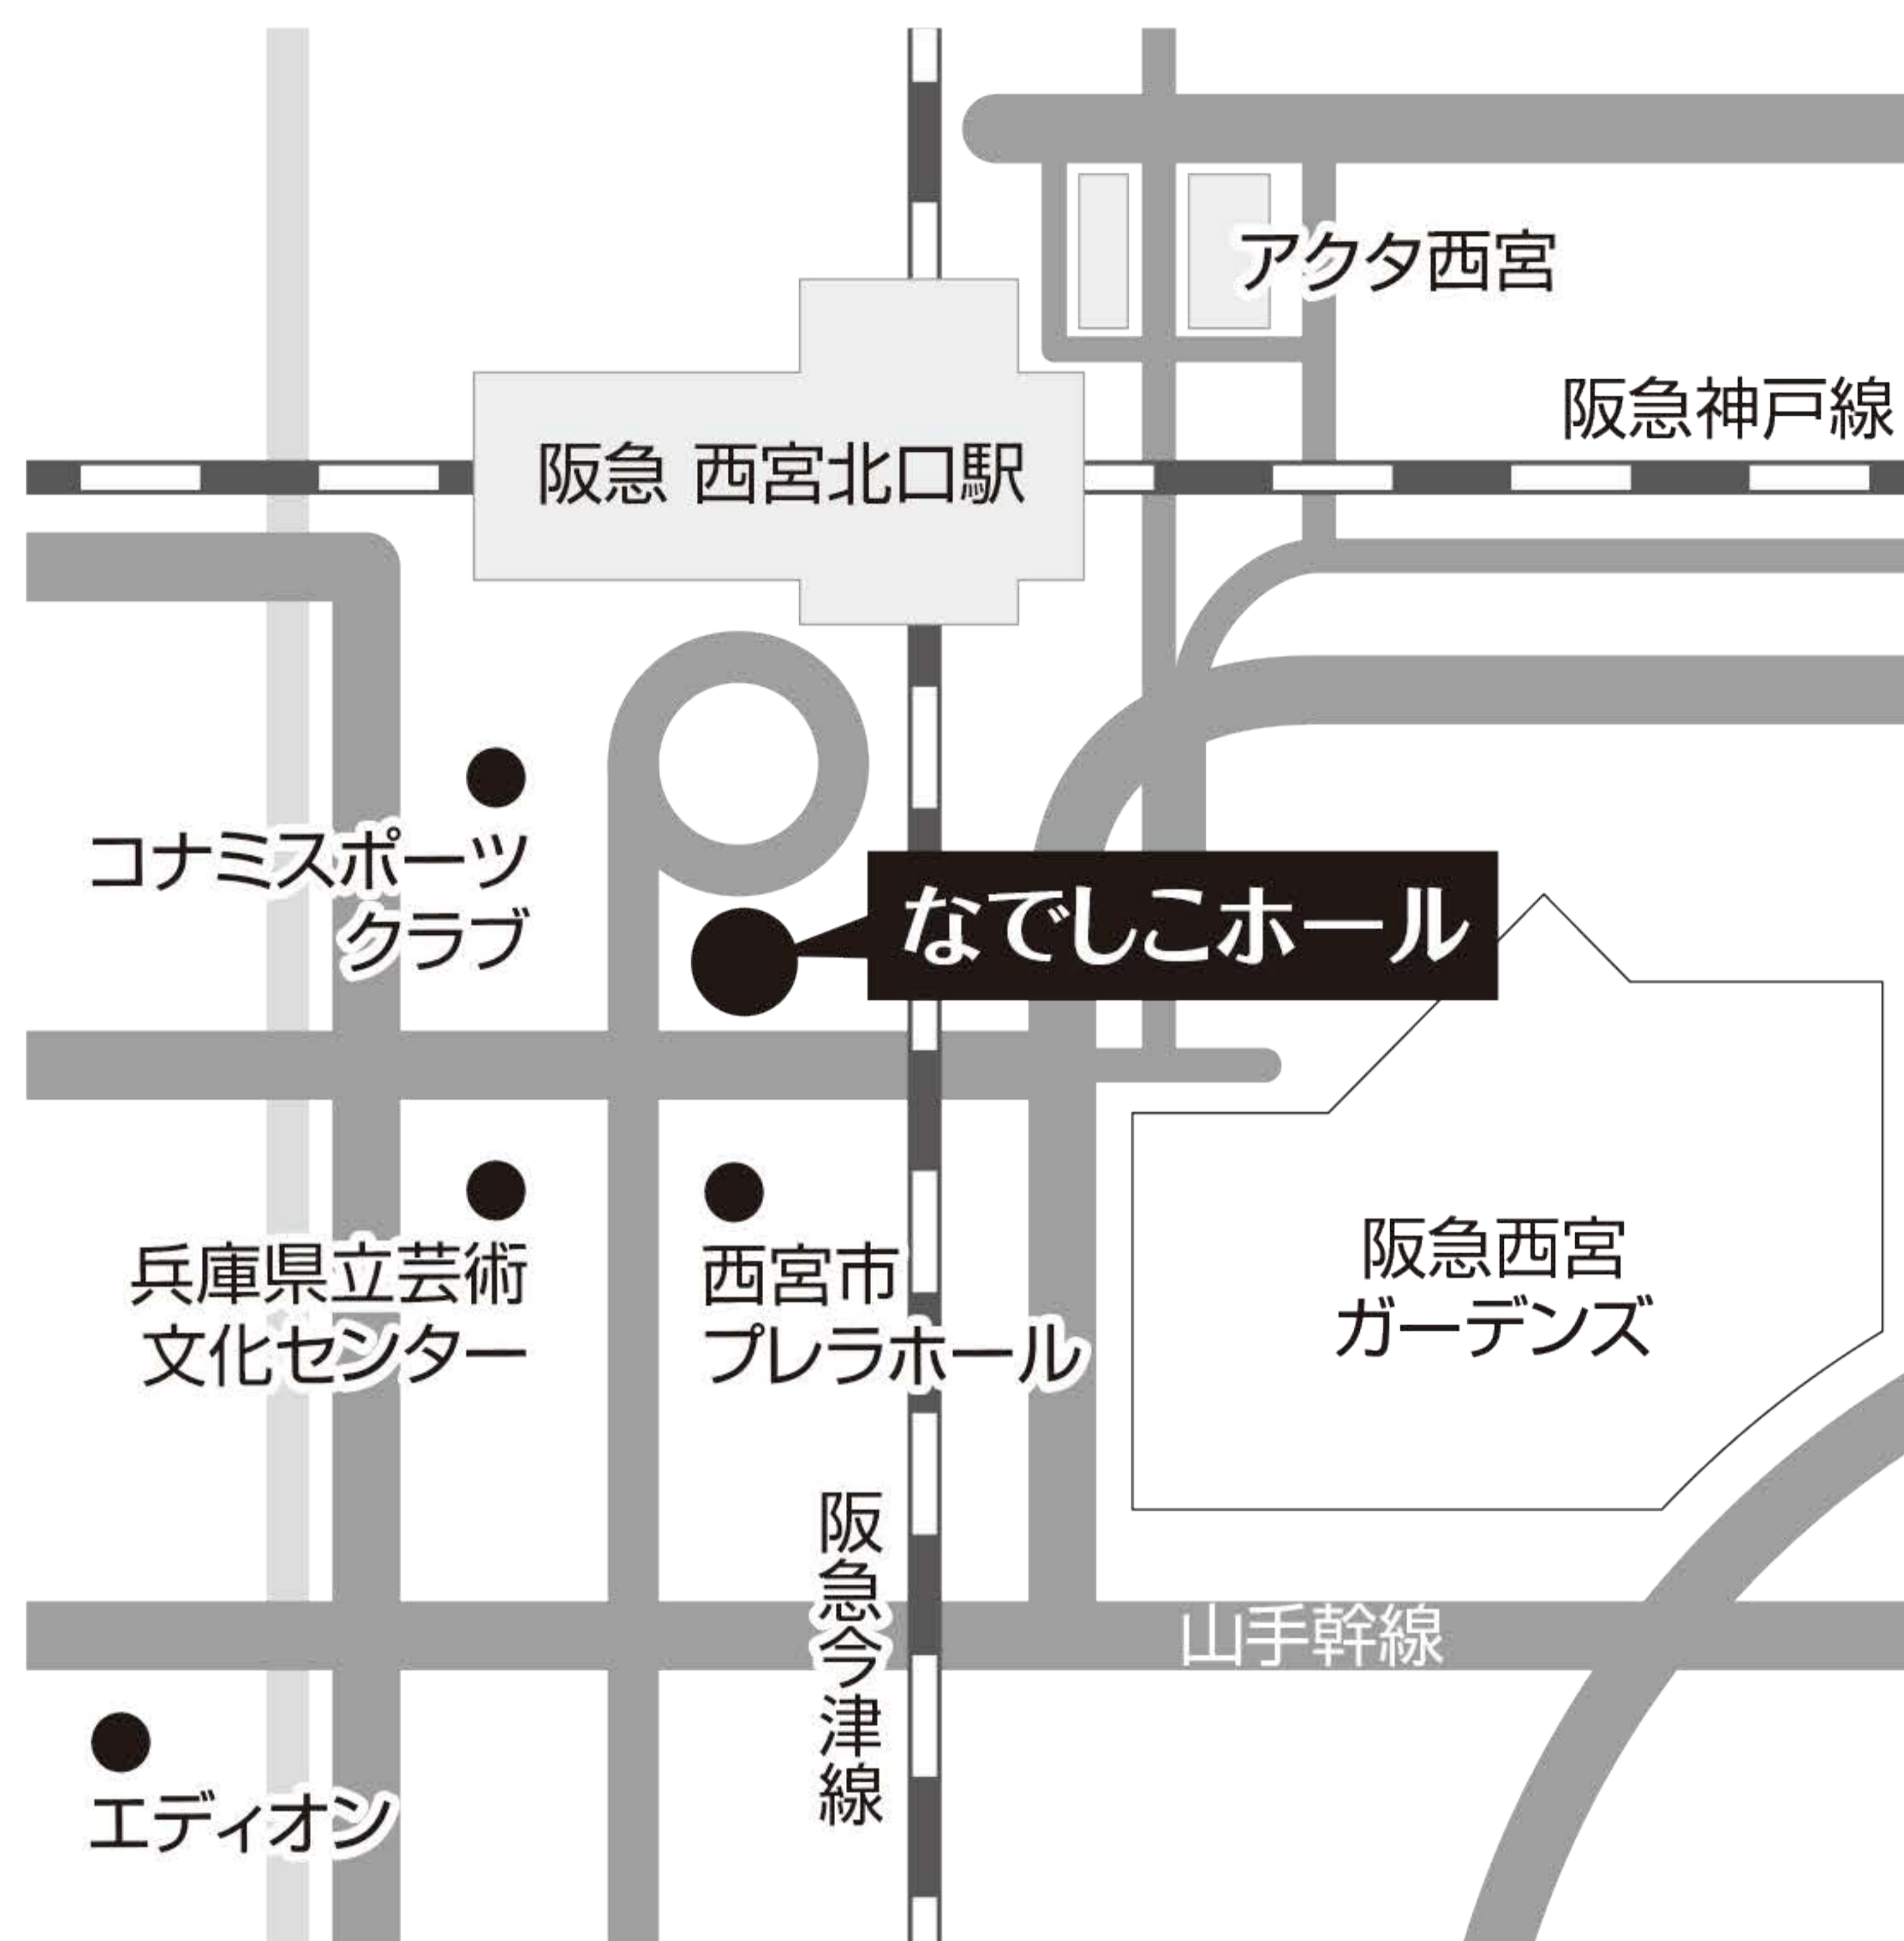 アクタ西宮
阪急神戸線
阪急 西宮北口駅
コナミスポーツ
クラブ
なでしこホール
兵庫県立芸術
文化センター
西宮市
プレラホール
阪急西宮
ガーデンズ
阪急今津線
山手幹線
エディオン